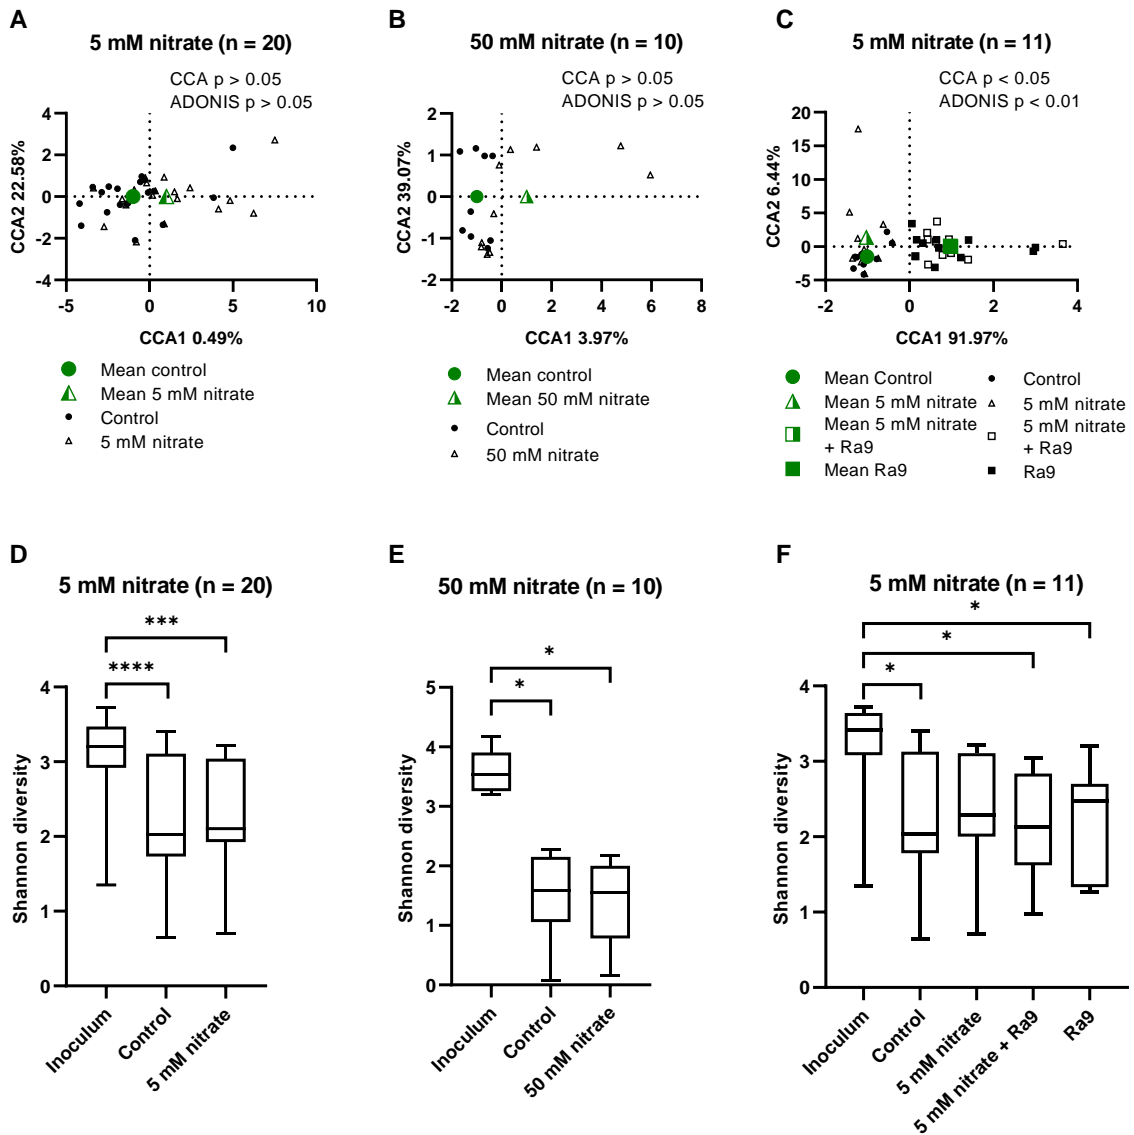 A
5 mM nitrate (n = 20)
CCA p > 0.05
ADONIS p > 0.05
CCA2 22.58%
4
2
0
-2
-4
-5
0
5
10
CCA1 0.49%
Mean control
Mean 5 mM nitrate
Control
5 mM nitrate
B
50 mM nitrate (n = 10)
CCA p > 0.05
ADONIS p > 0.05
CCA2 39.07%
2
1
0
-1
-2
-2
0
2
4
6
8
CCA1 3.97%
Mean control
Mean 50 mM nitrate
Control
50 mM nitrate
C
5 mM nitrate (n = 11)
CCA p < 0.05
ADONIS p < 0.01
CCA2 6.44%
20
15
10
5
0
-5
-2
0
2
4
CCA1 91.97%
Mean Control
Mean 5 mM nitrate
Mean 5 mM nitrate
+ Ra9
Mean Ra9
Control
5 mM nitrate
5 mM nitrate
+ Ra9
Ra9
D
5 mM nitrate (n = 20)
***
****
Shannon diversity
4
3
2
1
0
Inoculum
Control
5 mM nitrate
E
50 mM nitrate (n = 10)
*
*
Shannon diversity
5
4
3
2
1
0
Inoculum
Control
50 mM nitrate
F
5 mM nitrate (n = 11)
*
*
*
Shannon diversity
4
3
2
1
0
Inoculum
Control
5 mM nitrate
5 mM nitrate + Ra9
Ra9